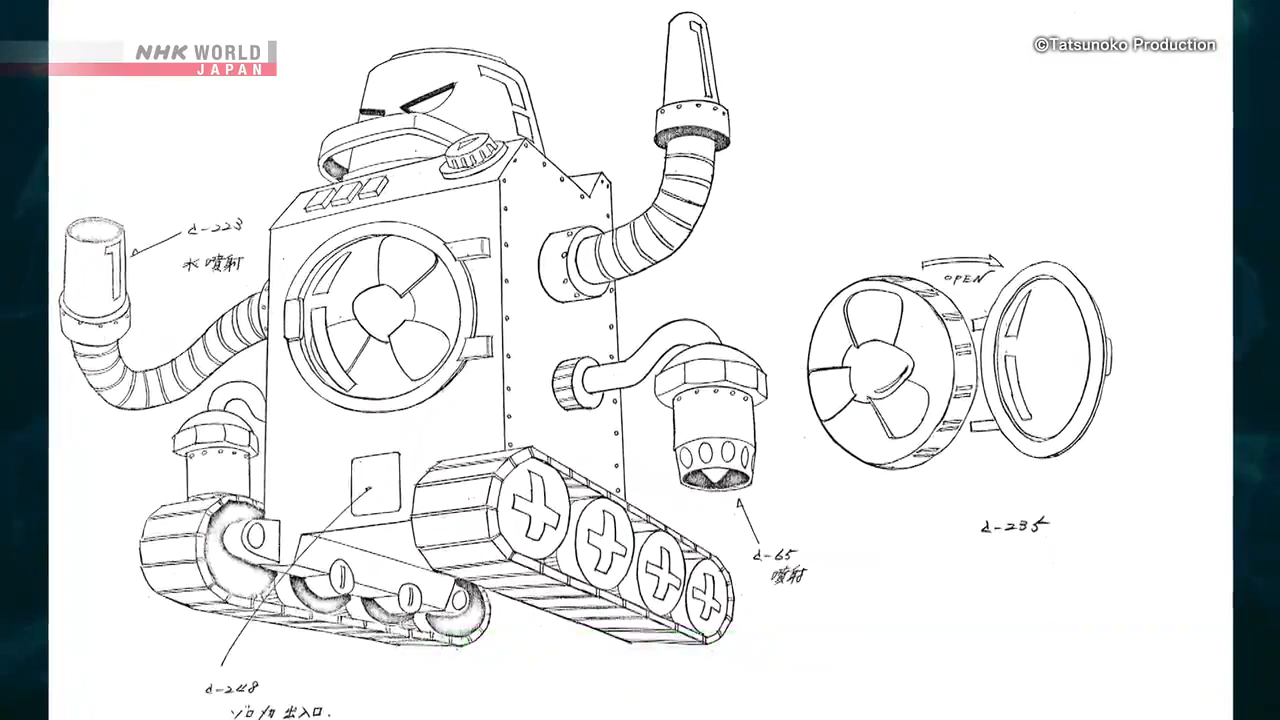 NHK WORLD
JAPAN
©Tatsunoko Production
d-223
水噴射
OPEN
d-235
d-65
噴射
d-248
ゾロメカ出入口.